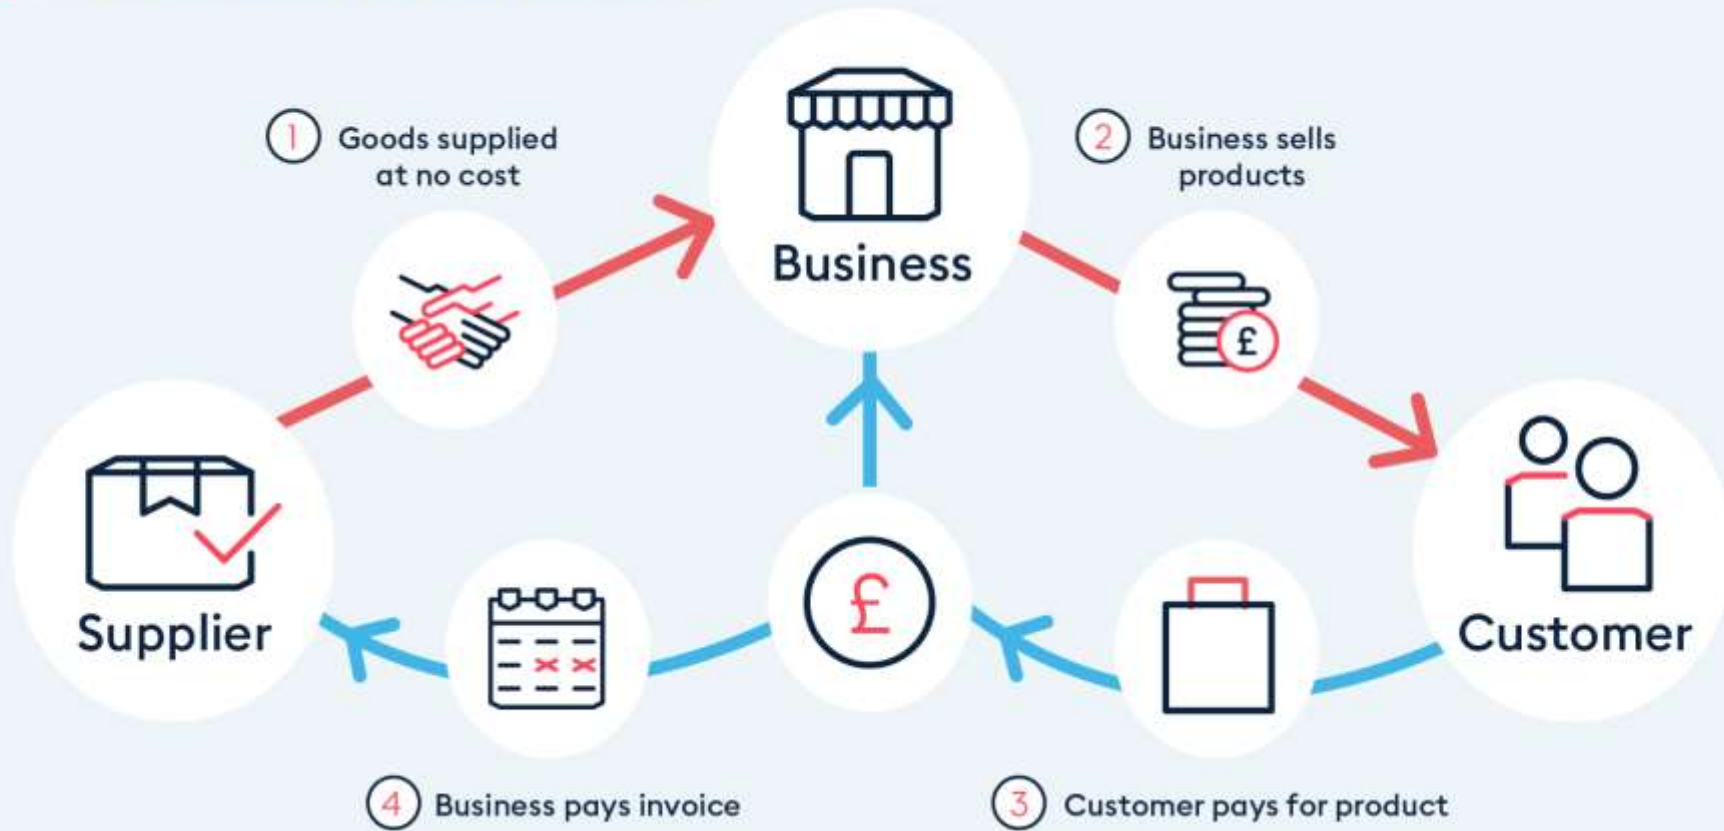 1 Goods supplied
at no cost
Business
2 Business sells
products
£
Supplier
£
Customer
4 Business pays invoice
3 Customer pays for product